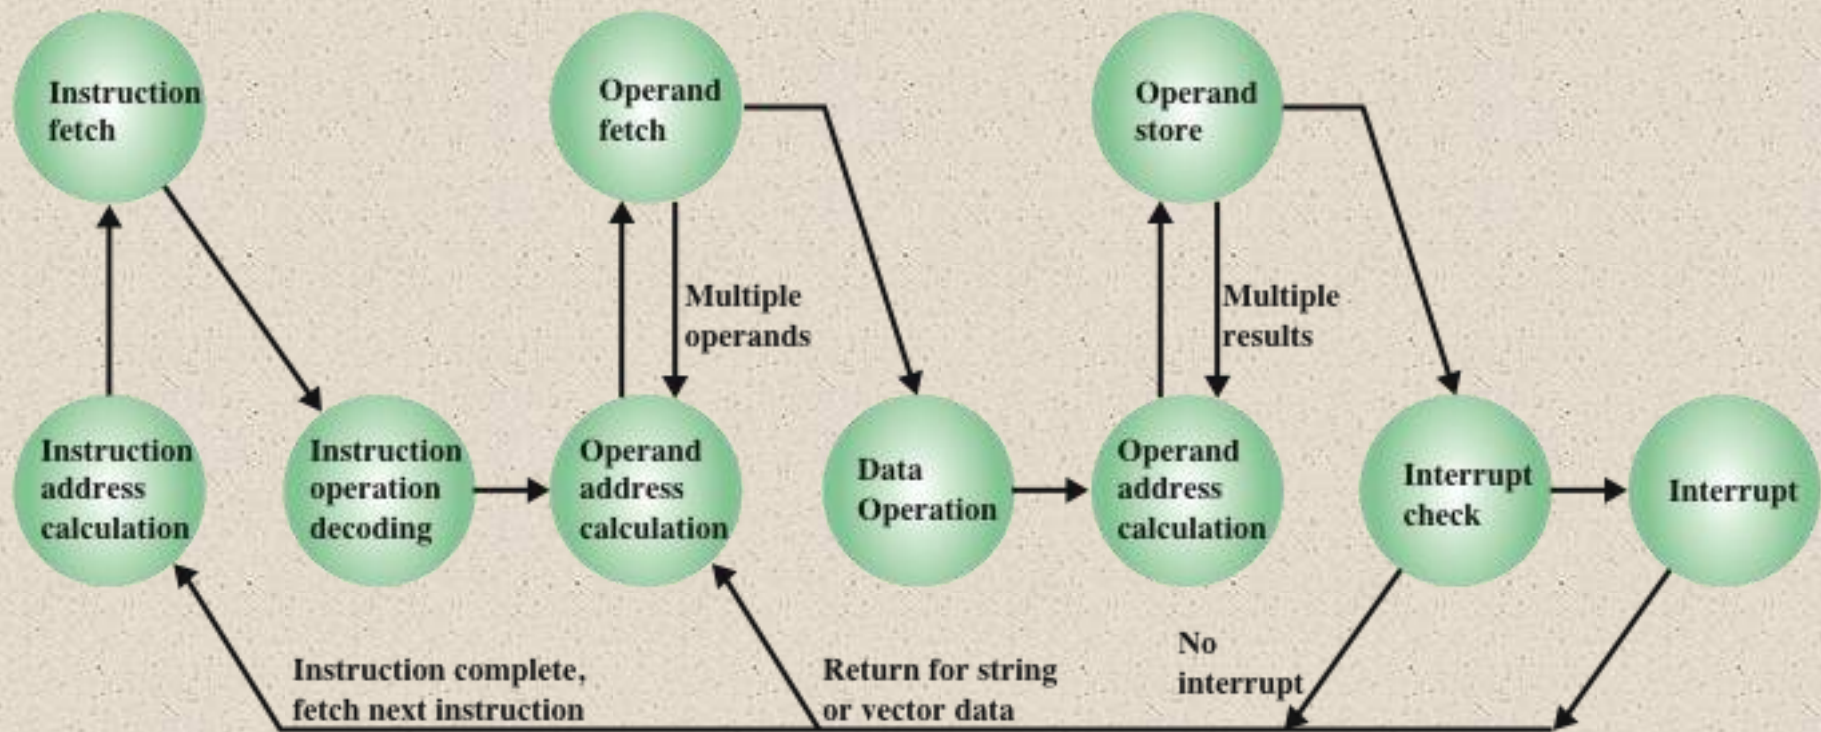 Instruction
fetch
Operand
fetch
Operand
store
Multiple
operands
Multiple
results
Instruction
address
calculation
Instruction
operation
decoding
Operand
address
calculation
Data
Operation
Operand
address
calculation
Interrupt
check
Interrupt
Instruction complete,
fetch next instruction
Return for string
or vector data
No
interrupt